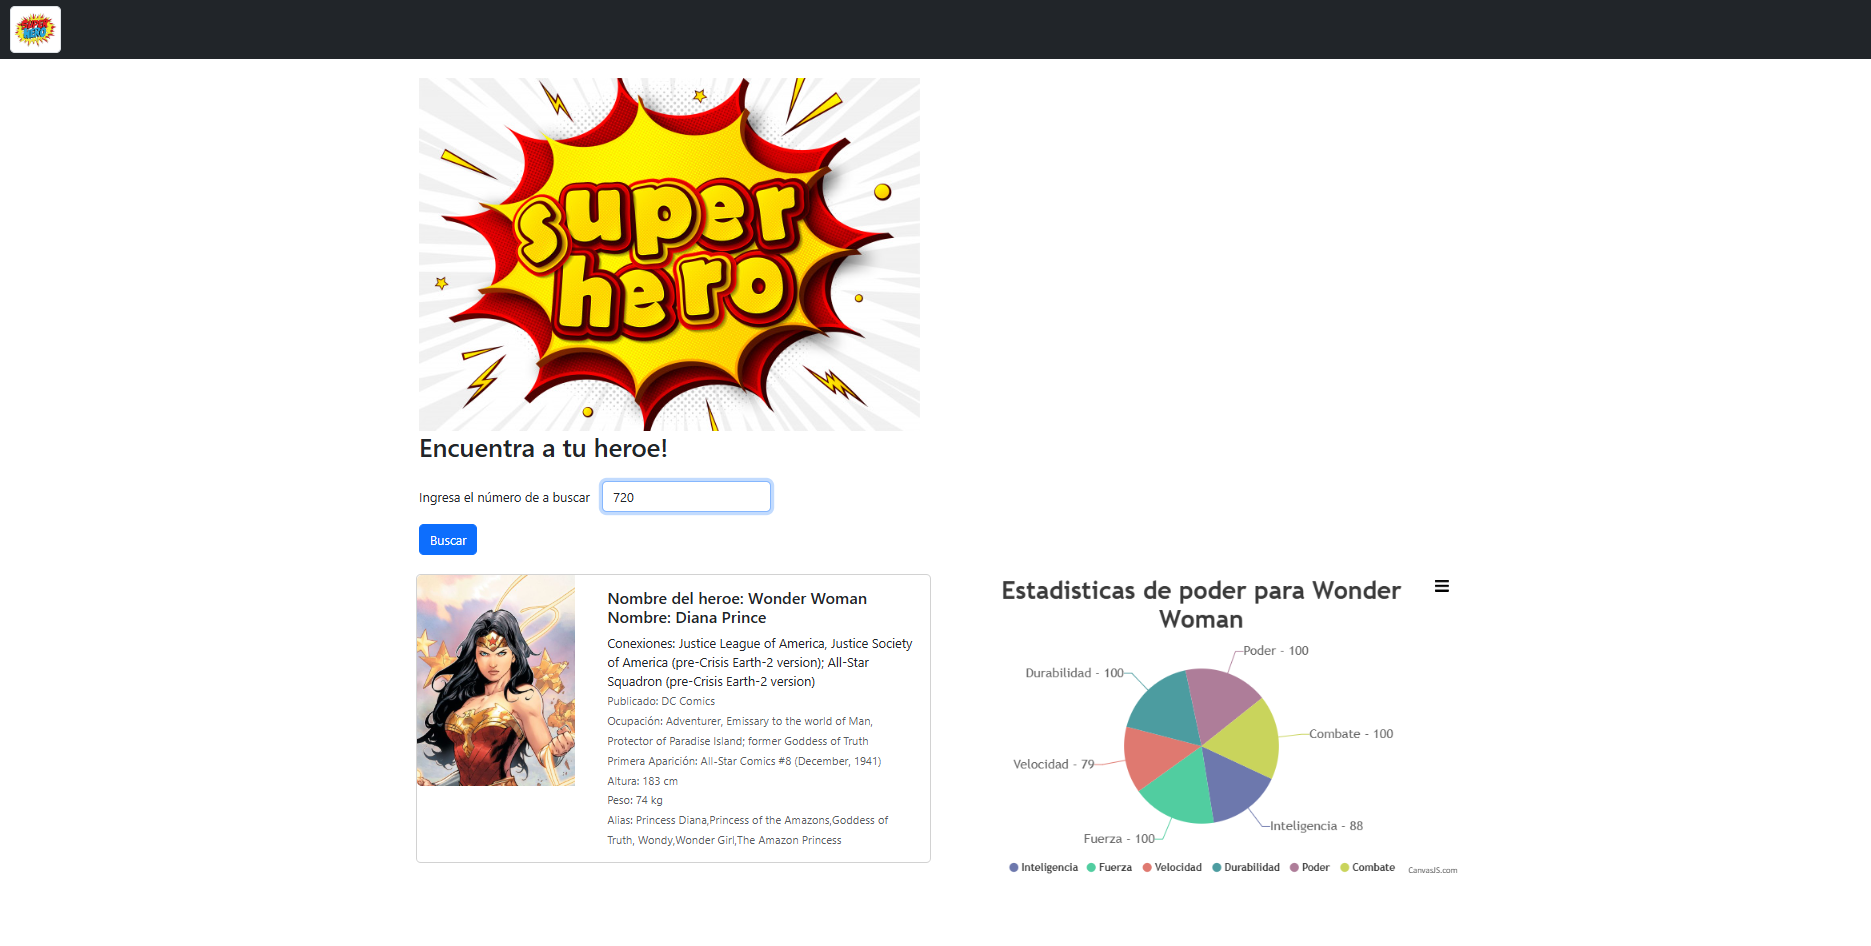 SUPER
HERO
super
hero
Encuentra a tu heroe!
Ingresa el número de a buscar
720
Buscar
Nombre del heroe: Wonder Woman
Nombre: Diana Prince
Conexiones: Justice League of America, Justice Society
of America (pre-Crisis Earth-2 version); All-Star
Squadron (pre-Crisis Earth-2 version)
Publicado: DC Comics
Ocupación: Adventurer, Emissary to the world of Man,
Protector of Paradise Island; former Goddess of Truth
Primera Aparición: All-Star Comics #8 (December, 1941)
Altura: 183 cm
Peso: 74 kg
Alias: Princess Diana,Princess of the Amazons,Goddess of
Truth, Wondy,Wonder Girl,The Amazon Princess
Estadisticas de poder para Wonder
Woman
Poder - 100
Durabilidad - 100
Combate - 100
Velocidad - 79
Inteligencia - 88
Fuerza - 100
Inteligencia Fuerza Velocidad Durabilidad Poder Combate
CanvasJS.com